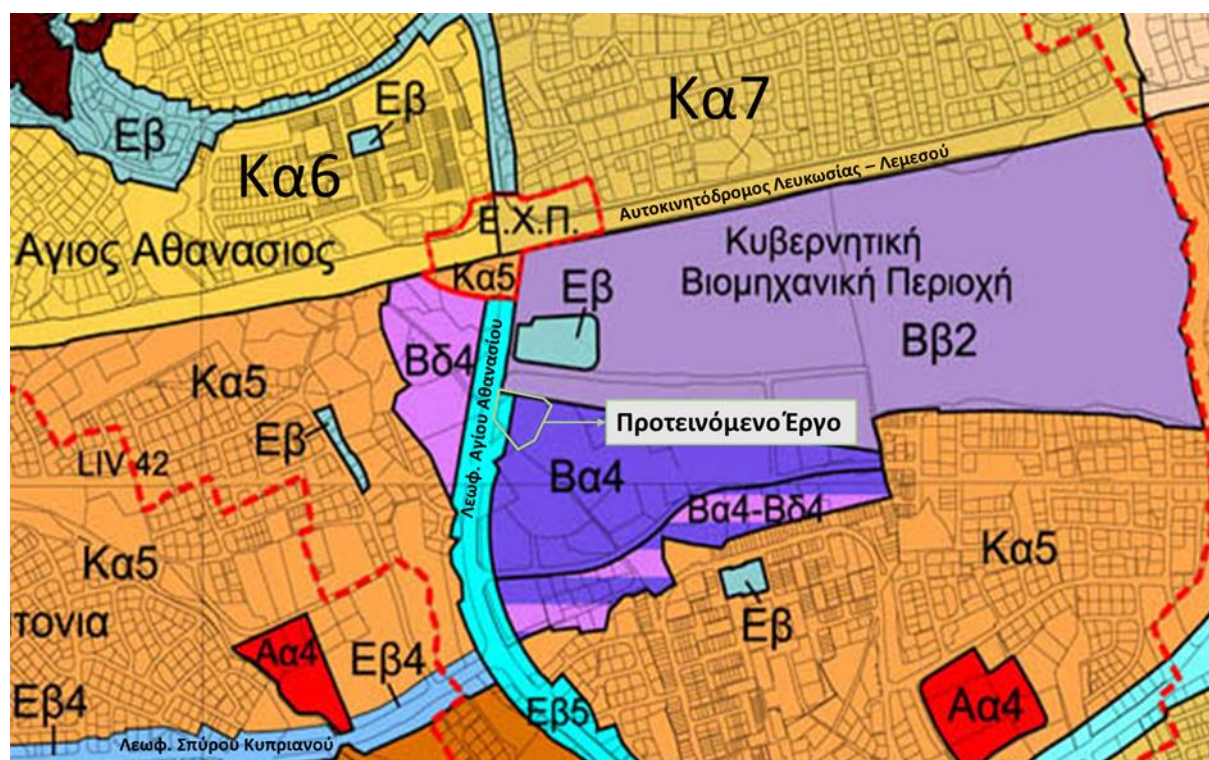 Κα7
Εβ
Εβ
Κα6
Αυτοκινητόδρομος Λευκωσίας – Λεμεσού
Ε.Χ.Π.
Άγιος Αθανάσιος
Κυβερνητική
Βιομηχανική Περιοχή
Κα5
Εβ
Ββ2
Βδ4
Κα5
Λεωφ. Αγίου Αθανασίου
Προτεινόμενο Έργο
Εβ
LIV 42
Βα4
Βα4-Βδ4
Κα5
Κα5
τονια
Εβ
Αα4
Εβ4
Εβ4
Εβ5
Αα4
Λεωφ. Σπύρου Κυπριανού